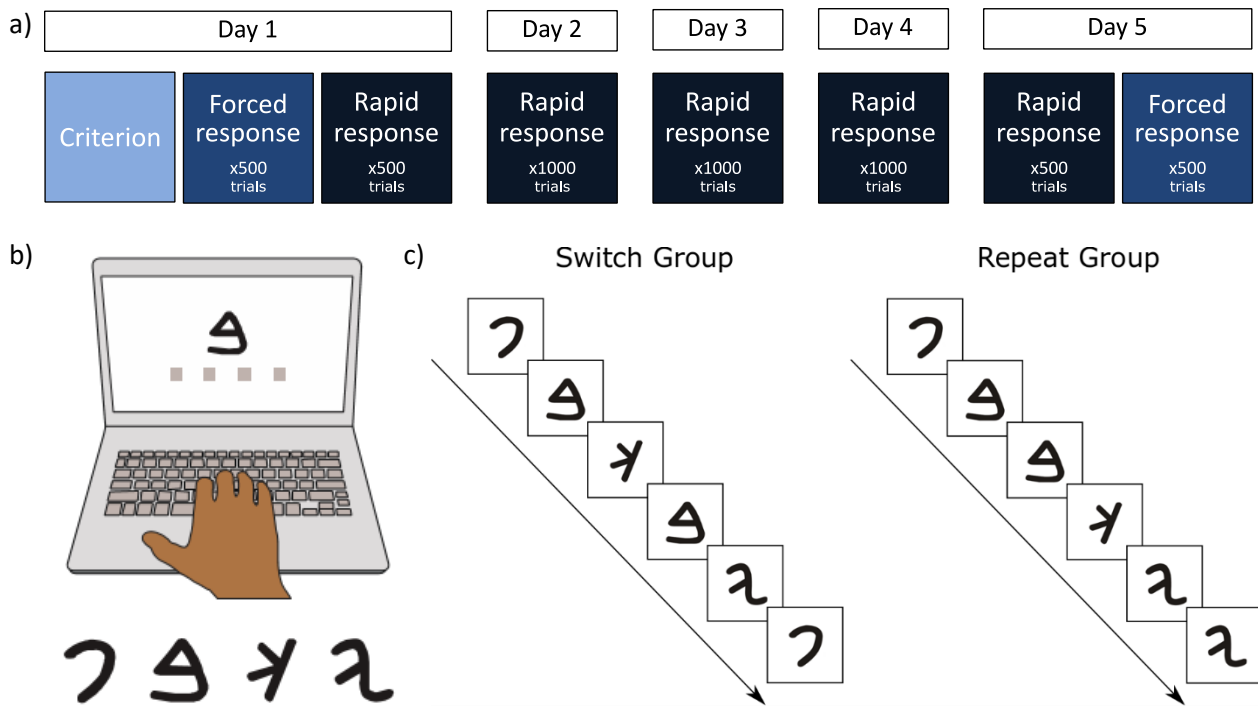 a)
Day 1
Day 2
Day 3
Day 4
Day 5
Criterion
Forced
response
x500
trials
Rapid
response
x500
trials
Rapid
response
x1000
trials
Rapid
response
x1000
trials
Rapid
response
x1000
trials
Rapid
response
x500
trials
Forced
response
x500
trials
b)
c)
Switch Group
Repeat Group